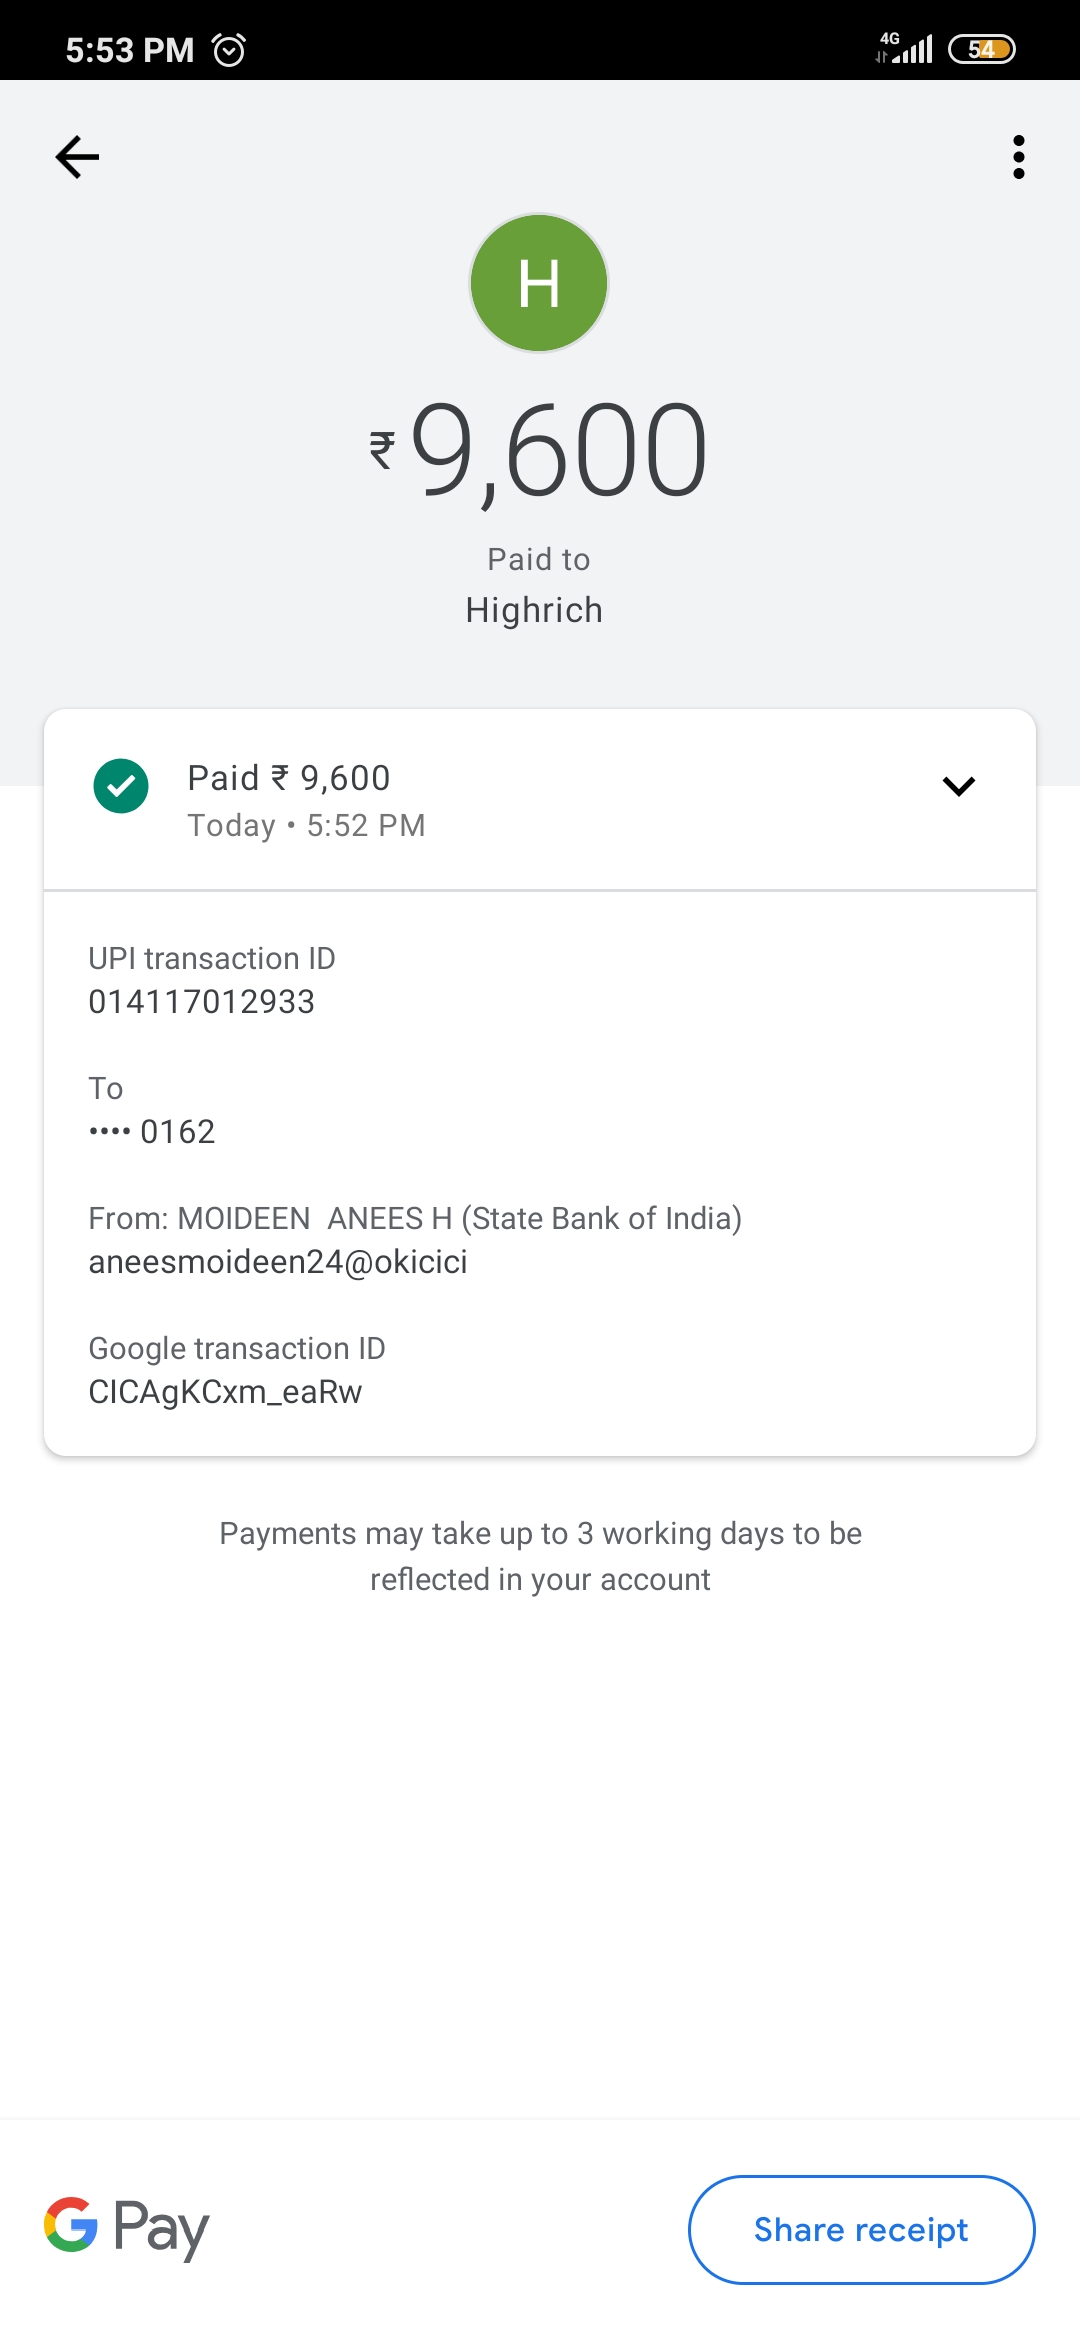 5:53 PM
4G
54
H
₹9,600
Paid to
Highrich
Paid ₹ 9,600
Today • 5:52 PM
UPI transaction ID
014117012933
To
•••• 0162
From: MOIDEEN  ANEES H (State Bank of India)
aneesmoideen24@okicici
Google transaction ID
CICAgKCxm_eaRw
Payments may take up to 3 working days to be
reflected in your account
G Pay
Share receipt